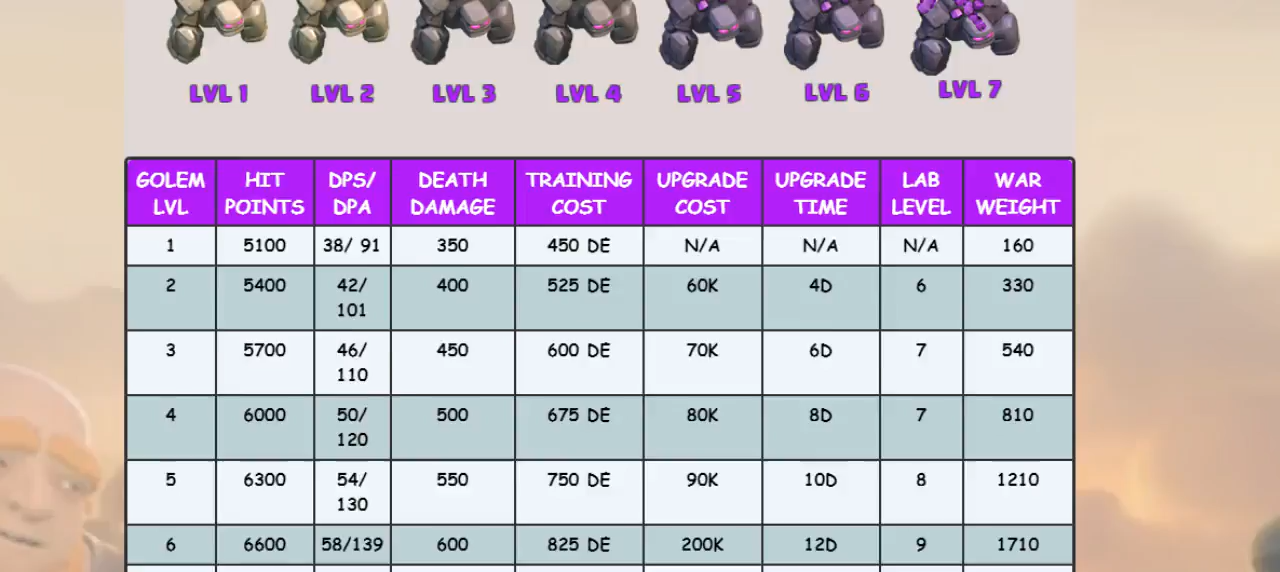 LVL 1 LVL 2 LVL 3 LVL 4 LVL 5 LVL 6 LVL 7
GOLEM LVL HIT POINTS DPS/ DPA DEATH DAMAGE TRAINING COST UPGRADE COST UPGRADE TIME LAB LEVEL WAR WEIGHT
1 5100 38/ 91 350 450 DE N/A N/A N/A 160
2 5400 42/ 101 400 525 DE 60K 4D 6 330
3 5700 46/ 110 450 600 DE 70K 6D 7 540
4 6000 50/ 120 500 675 DE 80K 8D 7 810
5 6300 54/ 130 550 750 DE 90K 10D 8 1210
6 6600 58/139 600 825 DE 200K 12D 9 1710